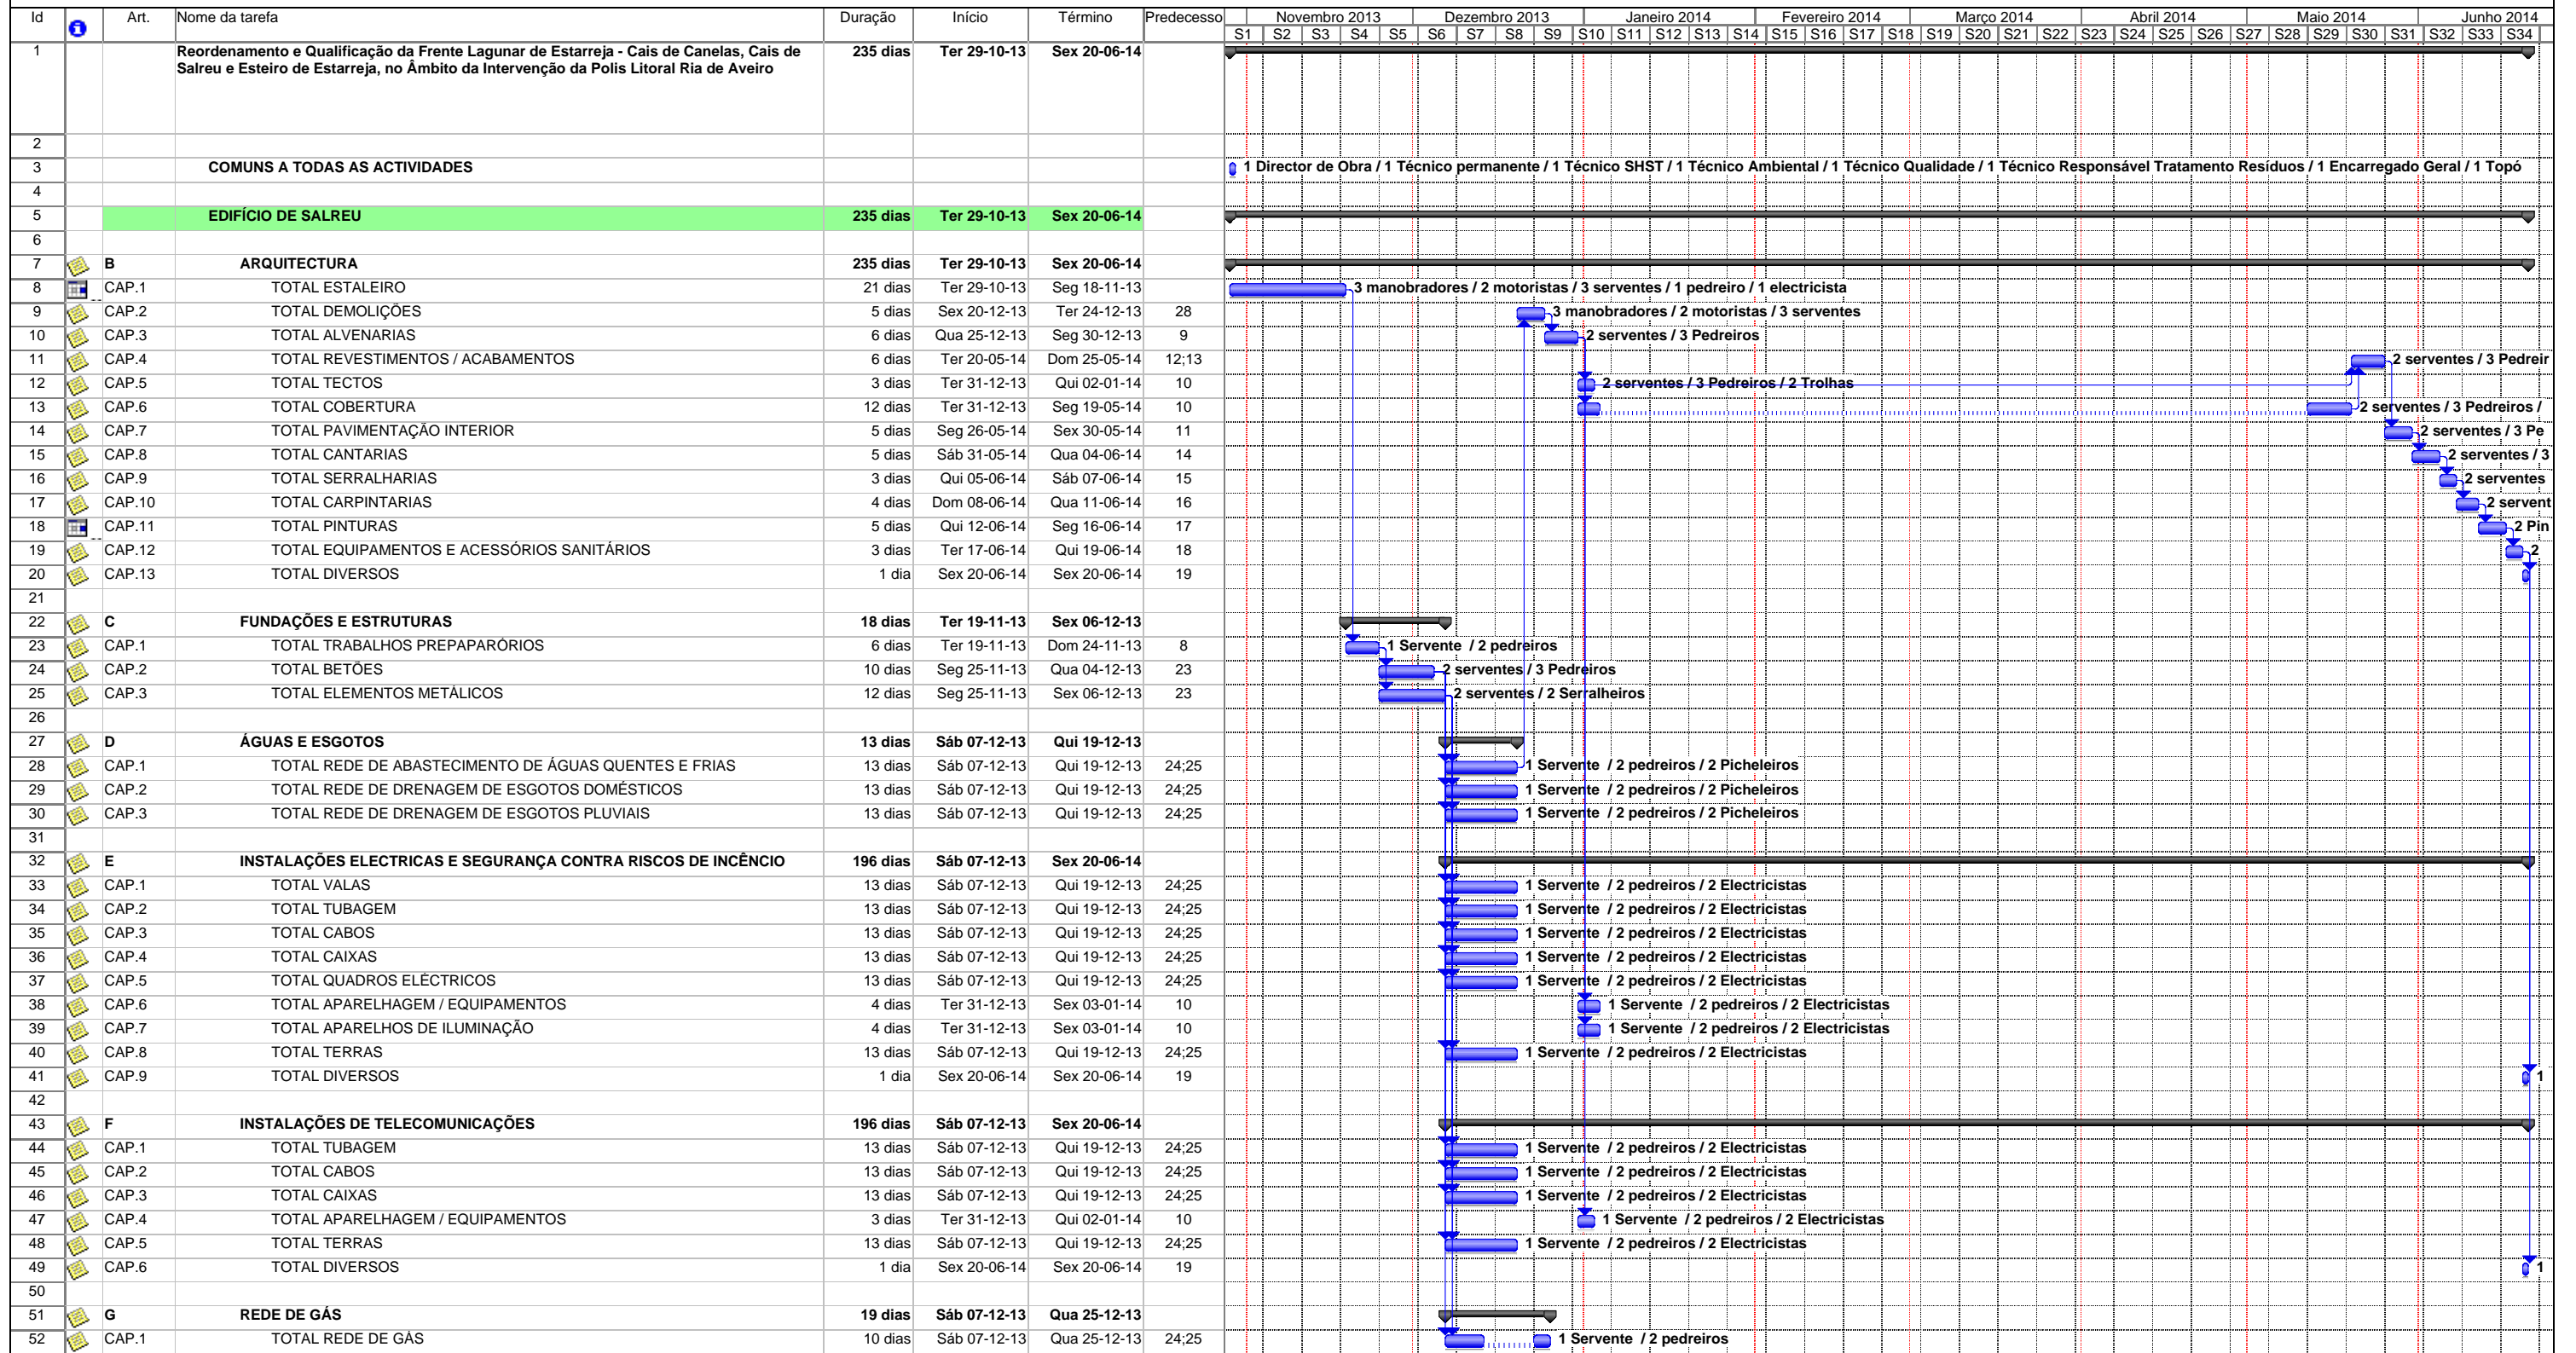 Id Art. Nome da tarefa Duração Início Término Predecesso Novembro 2013 Dezembro 2013 Janeiro 2014 Fevereiro 2014 Março 2014 Abril 2014 Maio 2014 Junho 2014
S1 S2 S3 S4 S5 S6 S7 S8 S9 S10 S11 S12 S13 S14 S15 S16 S17 S18 S19 S20 S21 S22 S23 S24 S25 S26 S27 S28 S29 S30 S31 S32 S33 S34
1 Reordenamento e Qualificação da Frente Lagunar de Estarreja - Cais de Canelas, Cais de 235 dias Ter 29-10-13 Sex 20-06-14
Salreu e Esteiro de Estarreja, no Âmbito da Intervenção da Polis Litoral Ria de Aveiro
2
3 COMUNS A TODAS AS ACTIVIDADES 1 Director de Obra / 1 Técnico permanente / 1 Técnico SHST / 1 Técnico Ambiental / 1 Técnico Qualidade / 1 Técnico Responsável Tratamento Resíduos / 1 Encarregado Geral / 1 Topó
4
5 EDIFÍCIO DE SALREU 235 dias Ter 29-10-13 Sex 20-06-14
6
7 B ARQUITECTURA 235 dias Ter 29-10-13 Sex 20-06-14
8 CAP.1 TOTAL ESTALEIRO 21 dias Ter 29-10-13 Seg 18-11-13 3 manobradores / 2 motoristas / 3 serventes / 1 pedreiro / 1 electricista
9 CAP.2 TOTAL DEMOLIÇÕES 5 dias Sex 20-12-13 Ter 24-12-13 28 3 manobradores / 2 motoristas / 3 serventes
10 CAP.3 TOTAL ALVENARIAS 6 dias Qua 25-12-13 Seg 30-12-13 9 2 serventes / 3 Pedreiros
11 CAP.4 TOTAL REVESTIMENTOS / ACABAMENTOS 6 dias Ter 20-05-14 Dom 25-05-14 12;13 2 serventes / 3 Pedreir
12 CAP.5 TOTAL TECTOS 3 dias Ter 31-12-13 Qui 02-01-14 10 2 serventes / 3 Pedreiros / 2 Trolhas
13 CAP.6 TOTAL COBERTURA 12 dias Ter 31-12-13 Seg 19-05-14 10 2 serventes / 3 Pedreiros /
14 CAP.7 TOTAL PAVIMENTAÇÃO INTERIOR 5 dias Seg 26-05-14 Sex 30-05-14 11 2 serventes / 3 Pe
15 CAP.8 TOTAL CANTARIAS 5 dias Sáb 31-05-14 Qua 04-06-14 14 2 serventes / 3
16 CAP.9 TOTAL SERRALHARIAS 3 dias Qui 05-06-14 Sáb 07-06-14 15 2 serventes
17 CAP.10 TOTAL CARPINTARIAS 4 dias Dom 08-06-14 Qua 11-06-14 16 2 servent
18 CAP.11 TOTAL PINTURAS 5 dias Qui 12-06-14 Seg 16-06-14 17 2 Pin
19 CAP.12 TOTAL EQUIPAMENTOS E ACESSÓRIOS SANITÁRIOS 3 dias Ter 17-06-14 Qui 19-06-14 18 2
20 CAP.13 TOTAL DIVERSOS 1 dia Sex 20-06-14 Sex 20-06-14 19
21
22 C FUNDAÇÕES E ESTRUTURAS 18 dias Ter 19-11-13 Sex 06-12-13
23 CAP.1 TOTAL TRABALHOS PREPAPARÓRIOS 6 dias Ter 19-11-13 Dom 24-11-13 8 1 Servente / 2 pedreiros
24 CAP.2 TOTAL BETÕES 10 dias Seg 25-11-13 Qua 04-12-13 23 2 serventes / 3 Pedreiros
25 CAP.3 TOTAL ELEMENTOS METÁLICOS 12 dias Seg 25-11-13 Sex 06-12-13 23 2 serventes / 2 Serralheiros
26
27 D ÁGUAS E ESGOTOS 13 dias Sáb 07-12-13 Qui 19-12-13
28 CAP.1 TOTAL REDE DE ABASTECIMENTO DE ÁGUAS QUENTES E FRIAS 13 dias Sáb 07-12-13 Qui 19-12-13 24;25 1 Servente / 2 pedreiros / 2 Picheleiros
29 CAP.2 TOTAL REDE DE DRENAGEM DE ESGOTOS DOMÉSTICOS 13 dias Sáb 07-12-13 Qui 19-12-13 24;25 1 Servente / 2 pedreiros / 2 Picheleiros
30 CAP.3 TOTAL REDE DE DRENAGEM DE ESGOTOS PLUVIAIS 13 dias Sáb 07-12-13 Qui 19-12-13 24;25 1 Servente / 2 pedreiros / 2 Picheleiros
31
32 E INSTALAÇÕES ELECTRICAS E SEGURANÇA CONTRA RISCOS DE INCÊNCIO 196 dias Sáb 07-12-13 Sex 20-06-14
33 CAP.1 TOTAL VALAS 13 dias Sáb 07-12-13 Qui 19-12-13 24;25 1 Servente / 2 pedreiros / 2 Electricistas
34 CAP.2 TOTAL TUBAGEM 13 dias Sáb 07-12-13 Qui 19-12-13 24;25 1 Servente / 2 pedreiros / 2 Electricistas
35 CAP.3 TOTAL CABOS 13 dias Sáb 07-12-13 Qui 19-12-13 24;25 1 Servente / 2 pedreiros / 2 Electricistas
36 CAP.4 TOTAL CAIXAS 13 dias Sáb 07-12-13 Qui 19-12-13 24;25 1 Servente / 2 pedreiros / 2 Electricistas
37 CAP.5 TOTAL QUADROS ELÉCTRICOS 13 dias Sáb 07-12-13 Qui 19-12-13 24;25 1 Servente / 2 pedreiros / 2 Electricistas
38 CAP.6 TOTAL APARELHAGEM / EQUIPAMENTOS 4 dias Ter 31-12-13 Sex 03-01-14 10 1 Servente / 2 pedreiros / 2 Electricistas
39 CAP.7 TOTAL APARELHOS DE ILUMINAÇÃO 4 dias Ter 31-12-13 Sex 03-01-14 10 1 Servente / 2 pedreiros / 2 Electricistas
40 CAP.8 TOTAL TERRAS 13 dias Sáb 07-12-13 Qui 19-12-13 24;25 1 Servente / 2 pedreiros / 2 Electricistas
41 CAP.9 TOTAL DIVERSOS 1 dia Sex 20-06-14 Sex 20-06-14 19 1
42
43 F INSTALAÇÕES DE TELECOMUNICAÇÕES 196 dias Sáb 07-12-13 Sex 20-06-14
44 CAP.1 TOTAL TUBAGEM 13 dias Sáb 07-12-13 Qui 19-12-13 24;25 1 Servente / 2 pedreiros / 2 Electricistas
45 CAP.2 TOTAL CABOS 13 dias Sáb 07-12-13 Qui 19-12-13 24;25 1 Servente / 2 pedreiros / 2 Electricistas
46 CAP.3 TOTAL CAIXAS 13 dias Sáb 07-12-13 Qui 19-12-13 24;25 1 Servente / 2 pedreiros / 2 Electricistas
47 CAP.4 TOTAL APARELHAGEM / EQUIPAMENTOS 3 dias Ter 31-12-13 Qui 02-01-14 10 1 Servente / 2 pedreiros / 2 Electricistas
48 CAP.5 TOTAL TERRAS 13 dias Sáb 07-12-13 Qui 19-12-13 24;25 1 Servente / 2 pedreiros / 2 Electricistas
49 CAP.6 TOTAL DIVERSOS 1 dia Sex 20-06-14 Sex 20-06-14 19 1
50
51 G REDE DE GÁS 19 dias Sáb 07-12-13 Qua 25-12-13
52 CAP.1 TOTAL REDE DE GÁS 10 dias Sáb 07-12-13 Qua 25-12-13 24;25 1 Servente / 2 pedreiros